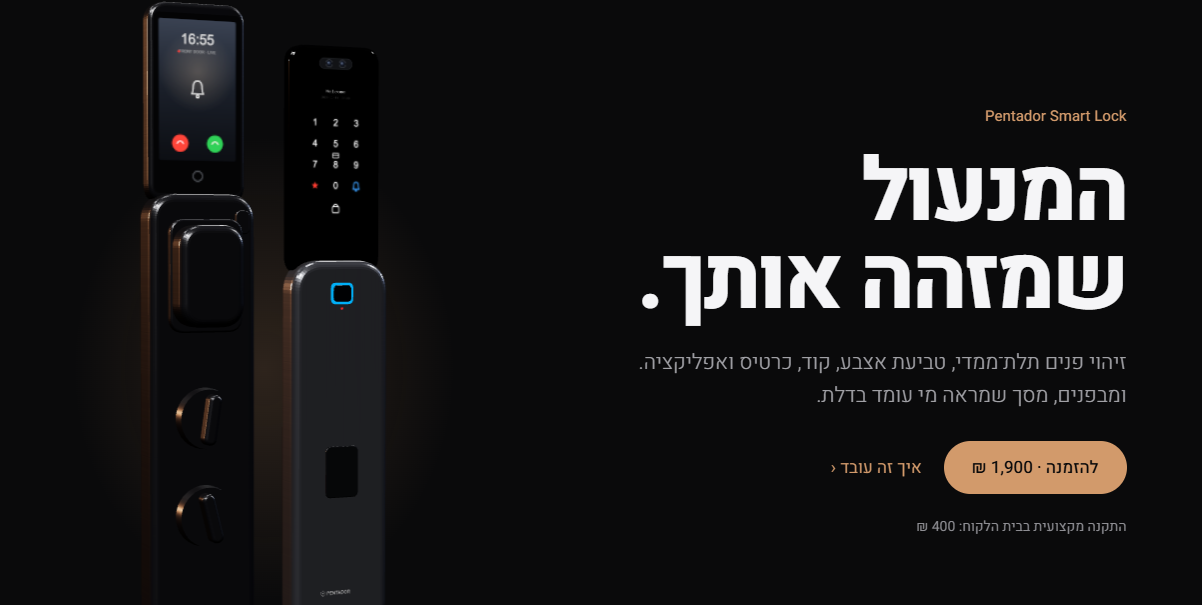 Pentador Smart Lock
המנעול
שמזהה אותך.
זיהוי פנים תלת־ממדי, טביעת אצבע, קוד, כרטיס ואפליקציה.
ומבפנים, מסך שמראה מי עומד בדלת.
להזמנה · 1,900 ₪
איך זה עובד ‹
התקנה מקצועית בבית הלקוח: 400 ₪
16:55
1 2 3
4 5 6
7 8 9
* 0
PENTADOR